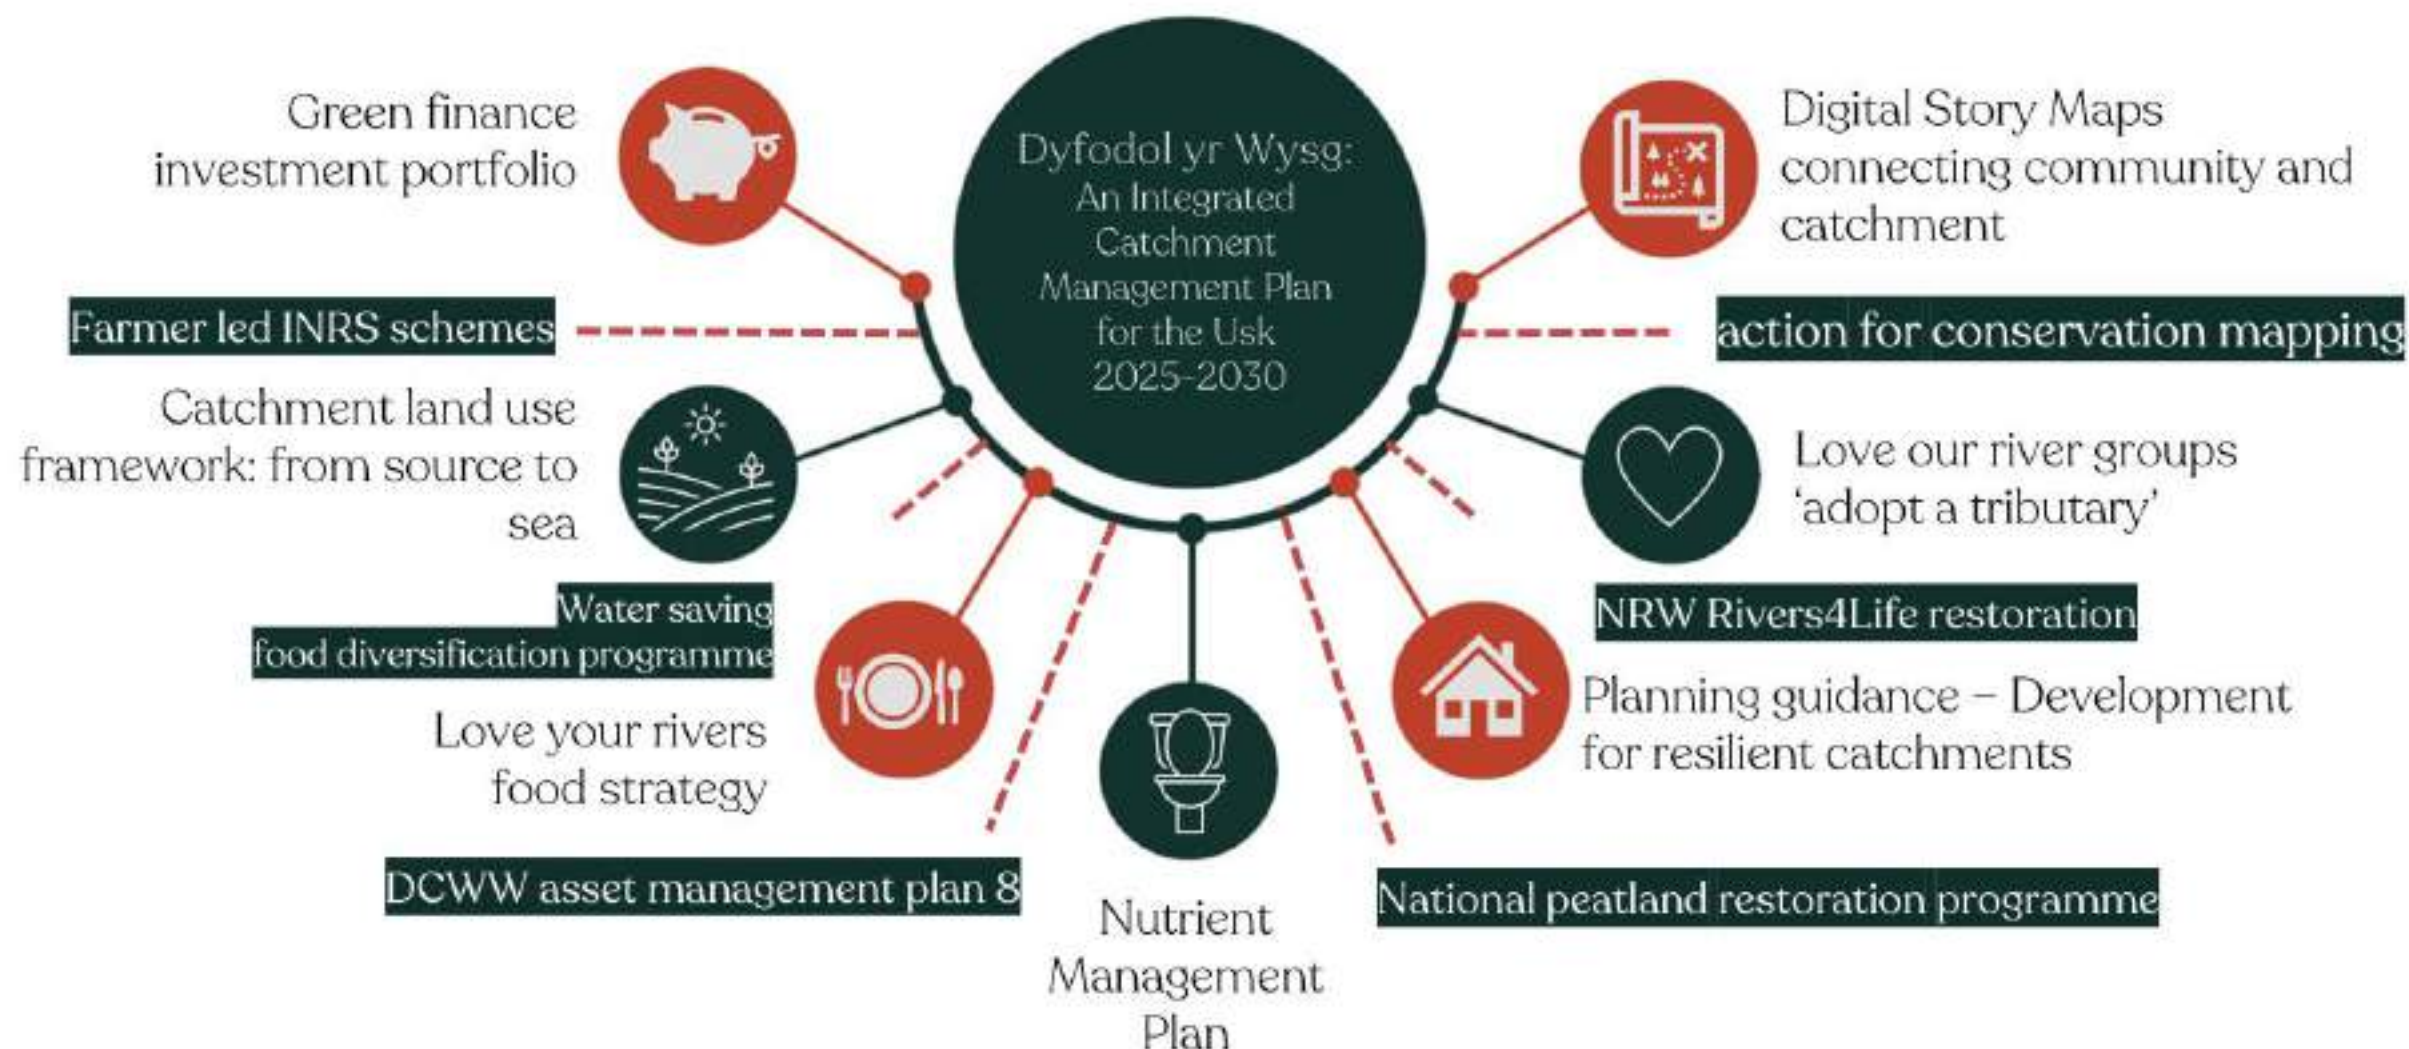 Dyfodol yr Wysg:
An Integrated
Catchment
Management Plan
for the Usk
2025-2030
Green finance
investment portfolio
Farmer led INRS schemes
Catchment land use
framework: from source to
sea
Water saving
food diversification programme
Love your rivers
food strategy
DCWW asset management plan 8
Nutrient
Management
Plan
National peatland restoration programme
Planning guidance – Development
for resilient catchments
NRW Rivers4Life restoration
Love our river groups
‘adopt a tributary’
action for conservation mapping
Digital Story Maps
connecting community and
catchment